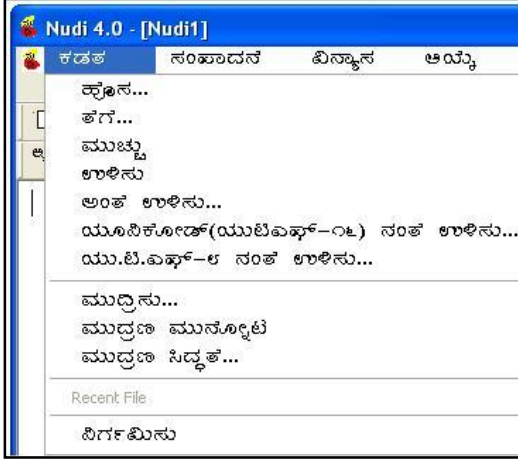 Nudi 4.0 - [Nudi1]
ಕಡತ ಸಂಪಾದನೆ ವಿನ್ಯಾಸ ಆಯ್ಕೆ
ಹೊಸ...
ತೆಗೆ...
ಮುಚ್ಚು
ಉಳಿಸು
ಅಂತೆ ಉಳಿಸು...
ಯೂನಿಕೋಡ್(ಯುಟಿಎಫ್-೧೬) ನಂತೆ ಉಳಿಸು...
ಯು.ಟಿ.ಎಫ್-೮ ನಂತೆ ಉಳಿಸು...
ಮುದ್ರಿಸು...
ಮುದ್ರಣ ಮುನ್ನೋಟ
ಮುದ್ರಣ ಸಿದ್ಧತೆ...
Recent File
ನಿರ್ಗಮಿಸು